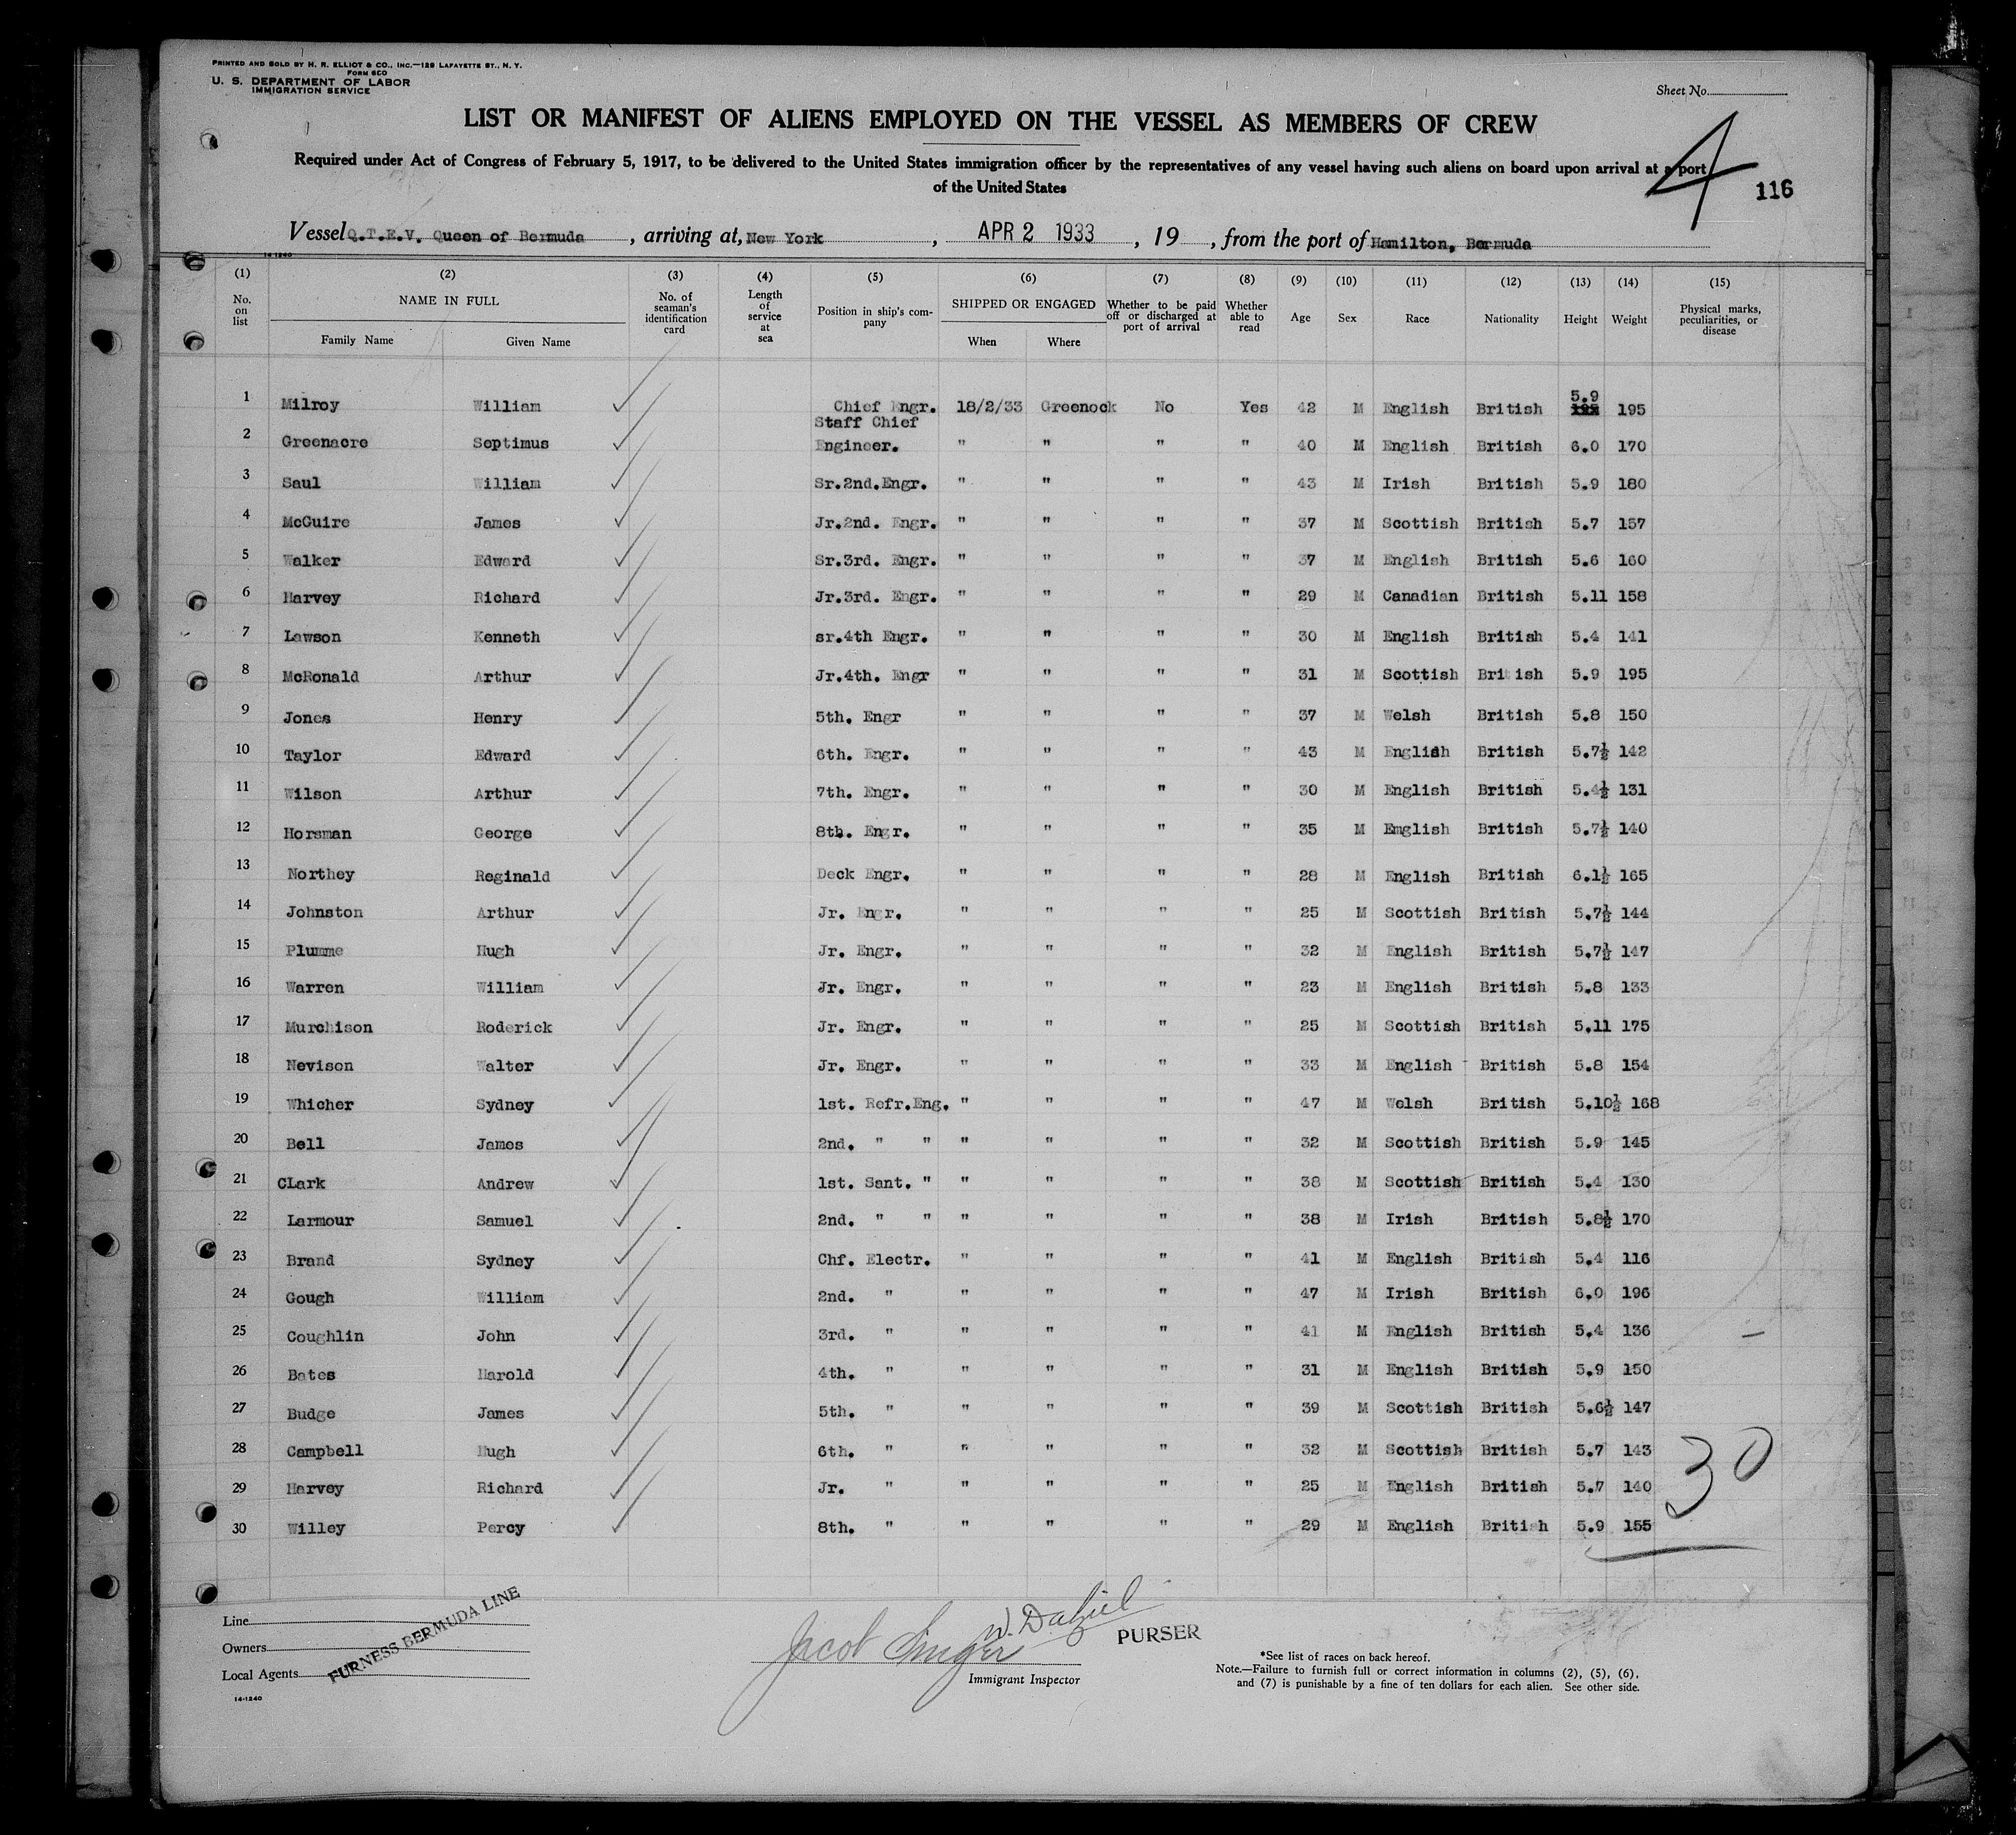 PRINTED AND SOLD BY H. R. ELLIOT & CO., INC.—129 LAFAYETTE ST., N. Y.
FORM 6CO
U. S. DEPARTMENT OF LABOR
IMMIGRATION SERVICE
Sheet No.
LIST OR MANIFEST OF ALIENS EMPLOYED ON THE VESSEL AS MEMBERS OF CREW
Required under Act of Congress of February 5, 1917, to be delivered to the United States immigration officer by the representatives of any vessel having such aliens on board upon arrival at a port
of the United States
4
116
Vessel Q.T.E.V. Queen of Bermuda , arriving at, New York , APR 2 1933 , 19 , from the port of Hamilton, Bermuda
14-1240
(1) (2) (3) (4) (5) (6) (7) (8) (9) (10) (11) (12) (13) (14) (15)
No. on list NAME IN FULL Family Name Given Name No. of seaman's identification card Length of service at sea Position in ship's company SHIPPED OR ENGAGED When Where Whether to be paid off or discharged at port of arrival Whether able to read Age Sex Race Nationality Height Weight Physical marks, peculiarities, or disease
1 Milroy William Chief Engr. 18/2/33 Greenock No Yes 42 M English British 5.9 195
2 Greenacre Septimus Staff Chief Engineer. " " " " 40 M English British 6.0 170
3 Saul William Sr.2nd.Engr. " " " " 43 M Irish British 5.9 180
4 McGuire James Jr.2nd. Engr. " " " " 37 M Scottish British 5.7 157
5 Walker Edward Sr.3rd. Engr. " " " " 37 M English British 5.6 160
6 Harvey Richard Jr.3rd. Engr. " " " " 29 M Canadian British 5.11 158
7 Lawson Kenneth sr.4th Engr. " " " " 30 M English British 5.4 141
8 McRonald Arthur Jr.4th. Engr " " " " 31 M Scottish British 5.9 195
9 Jones Henry 5th. Engr " " " " 37 M Welsh British 5.8 150
10 Taylor Edward 6th. Engr. " " " " 43 M English British 5.7½ 142
11 Wilson Arthur 7th. Engr. " " " " 30 M English British 5.4½ 131
12 Horsman George 8th. Engr. " " " " 35 M Emglish British 5.7½ 140
13 Northey Reginald Deck Engr. " " " " 28 M English British 6.1½ 165
14 Johnston Arthur Jr. Engr. " " " " 25 M Scottish British 5.7½ 144
15 Plumme Hugh Jr. Engr. " " " " 32 M English British 5.7½ 147
16 Warren William Jr. Engr. " " " " 23 M English British 5.8 133
17 Murchison Roderick Jr. Engr. " " " " 25 M Scottish British 5.11 175
18 Nevison Walter Jr. Engr. " " " " 33 M English British 5.8 154
19 Whicher Sydney 1st. Refr.Eng. " " " " 47 M Welsh British 5.10½ 168
20 Bell James 2nd. " " " " " " 32 M Scottish British 5.9 145
21 CLark Andrew 1st. Sant. " " " " " 38 M Scottish British 5.4 130
22 Larmour Samuel 2nd. " " " " " " 38 M Irish British 5.8½ 170
23 Brand Sydney Chf. Electr. " " " " 41 M English British 5.4 116
24 Gough William 2nd. " " " " " 47 M Irish British 6.0 196
25 Coughlin John 3rd. " " " " " 41 M English British 5.4 136
26 Bates Harold 4th. " " " " " 31 M English British 5.9 150
27 Budge James 5th. " " " " " 39 M Scottish British 5.6½ 147
28 Campbell Hugh 6th. " " " " " 32 M Scottish British 5.7 143
29 Harvey Richard Jr. " " " " " 25 M English British 5.7 140
30 Willey Percy 8th. " " " " " 29 M English British 5.9 155
30
Line
Owners
Local Agents
FURNESS BERMUDA LINE
14-1240
W. Dalziel
PURSER
Jacob Singer
Immigrant Inspector
*See list of races on back hereof.
Note.—Failure to furnish full or correct information in columns (2), (5), (6),
and (7) is punishable by a fine of ten dollars for each alien. See other side.